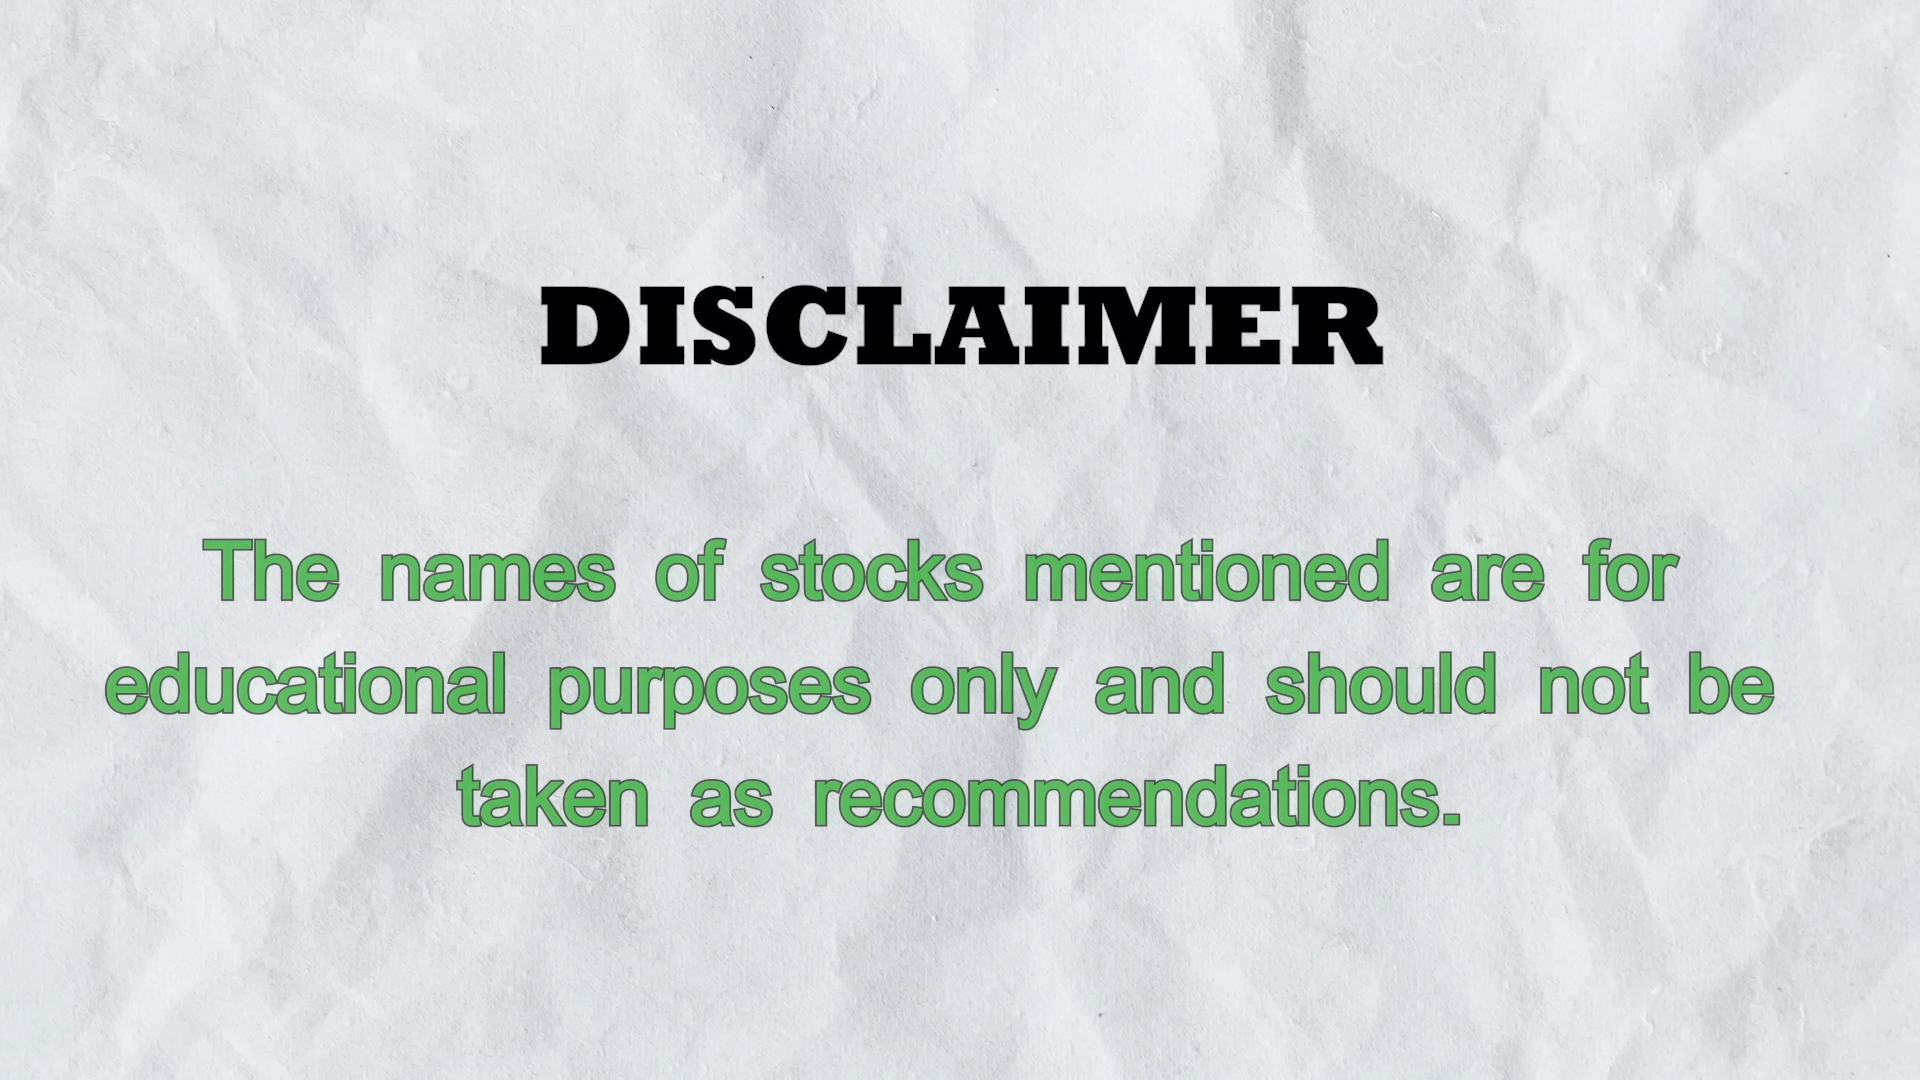 DISCLAIMER
The names of stocks mentioned are for
educational purposes only and should not be
taken as recommendations.